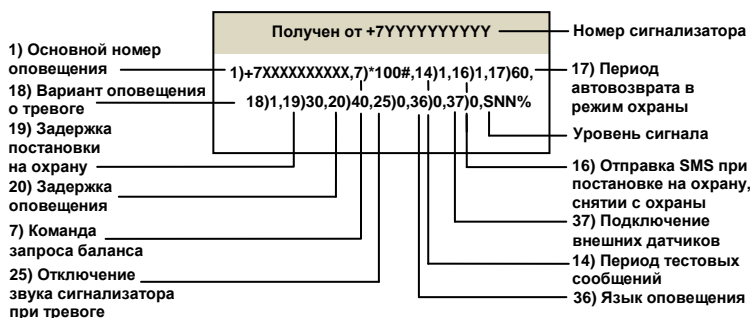 Получен от +7YYYYYYYYYY
1)+7XXXXXXXXXX,7)*100#,14)1,16)1,17)60,
18)1,19)30,20)40,25)0,36)0,37)0,SNN%
1) Основной номер
оповещения
18) Вариант оповещения
о тревоге
19) Задержка
постановки
на охрану
20) Задержка
оповещения
7) Команда
запроса баланса
25) Отключение
звука сигнализатора
при тревоге
Номер сигнализатора
17) Период
автовозврата в
режим охраны
Уровень сигнала
16) Отправка SMS при
постановке на охрану,
снятии с охраны
37) Подключение
внешних датчиков
14) Период тестовых
сообщений
36) Язык оповещения